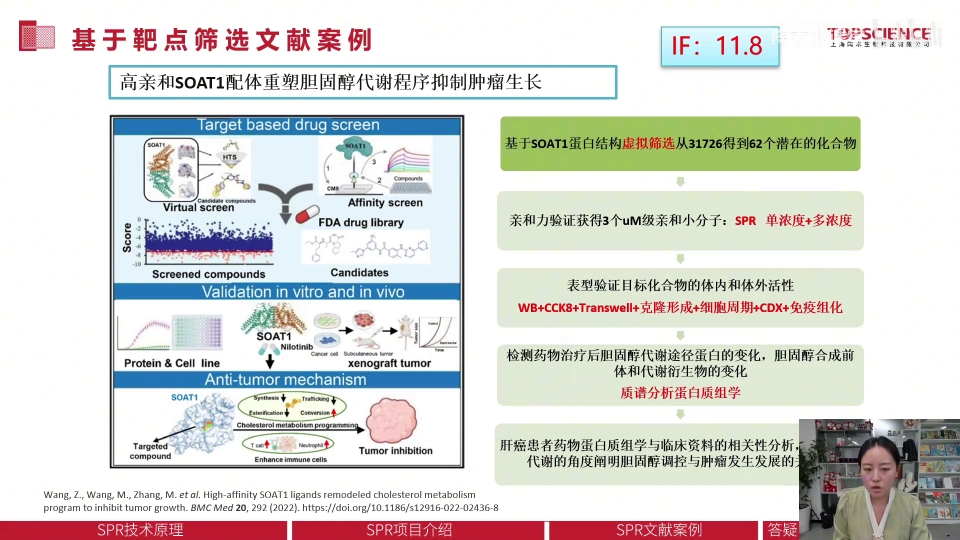 基于靶点筛选文献案例
IF：11.8
TOPSCIENCE
高亲和SOAT1配体重塑胆固醇代谢程序抑制肿瘤生长
Target based drug screen
SOAT1
HTS
Candidate compounds
Virtual screen
SOAT1
1
2
3
CM5
Compounds
Affinity screen
FDA drug library
Score
0
-2
-4
-6
-8
-10
Screened compounds
Candidates
Validation in vitro and in vivo
Protein & Cell line
SOAT1
Nilotinib
Cancer cell
Subcutaneous tumor
Tumor size
Control
Time
xenograft tumor
Anti-tumor mechanism
SOAT1
Targeted
compound
Synthesis
Trafficking
Esterification
Conversion
Cholesterol metabolism programming
T cell
Neutrophil
Enhance immune cells
Tumor inhibition
基于SOAT1蛋白结构虚拟筛选从31726得到62个潜在的化合物
亲和力验证获得3个uM级亲和小分子：SPR 单浓度+多浓度
表型验证目标化合物的体内和体外活性
WB+CCK8+Transwell+克隆形成+细胞周期+CDX+免疫组化
检测药物治疗后胆固醇代谢途径蛋白的变化，胆固醇合成前
体和代谢衍生物的变化
质谱分析蛋白质组学
肝癌患者药物蛋白质组学与临床资料的相关性分析，
代谢的角度阐明胆固醇调控与肿瘤发生发展的
Wang, Z., Wang, M., Zhang, M. et al. High-affinity SOAT1 ligands remodeled cholesterol metabolism
program to inhibit tumor growth. BMC Med 20, 292 (2022). https://doi.org/10.1186/s12916-022-02436-8
SPR技术原理
SPR项目介绍
SPR文献案例
答疑